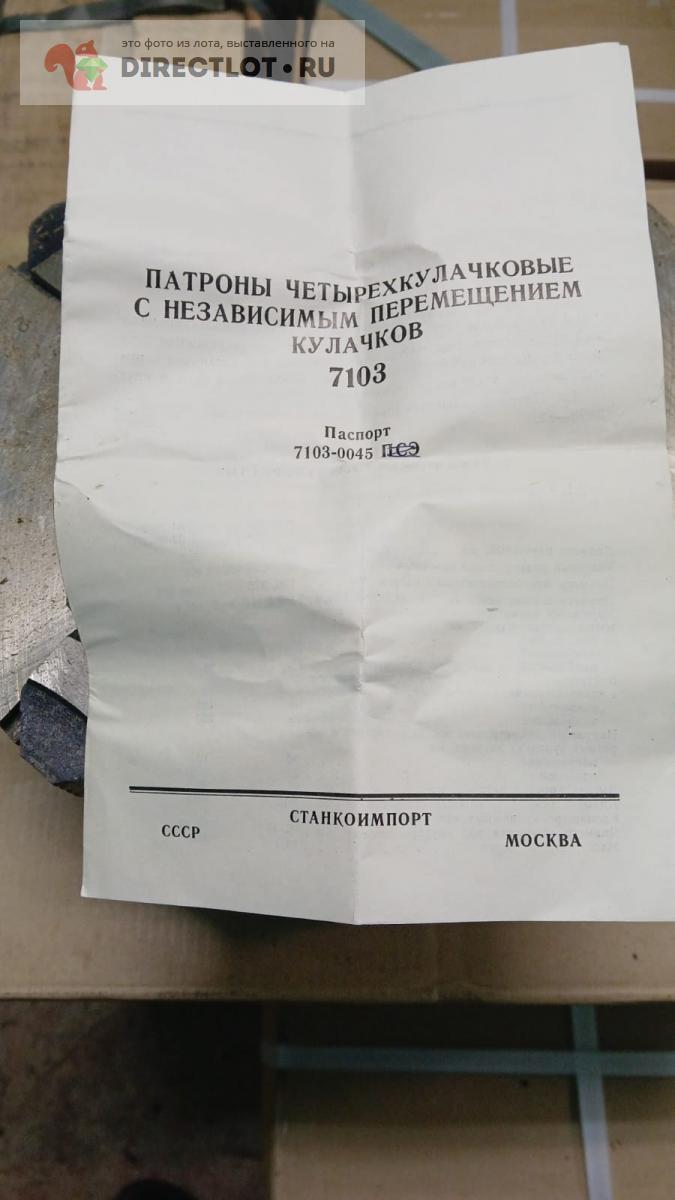 это фото из лота, выставленного на
DIRECTLOT.RU
ПАТРОНЫ ЧЕТЫРЕХКУЛАЧКОВЫЕ
С НЕЗАВИСИМЫМ ПЕРЕМЕЩЕНИЕМ
КУЛАЧКОВ
7103
Паспорт
7103-0045 ПСЭ
СССР
СТАНКОИМПОРТ
МОСКВА